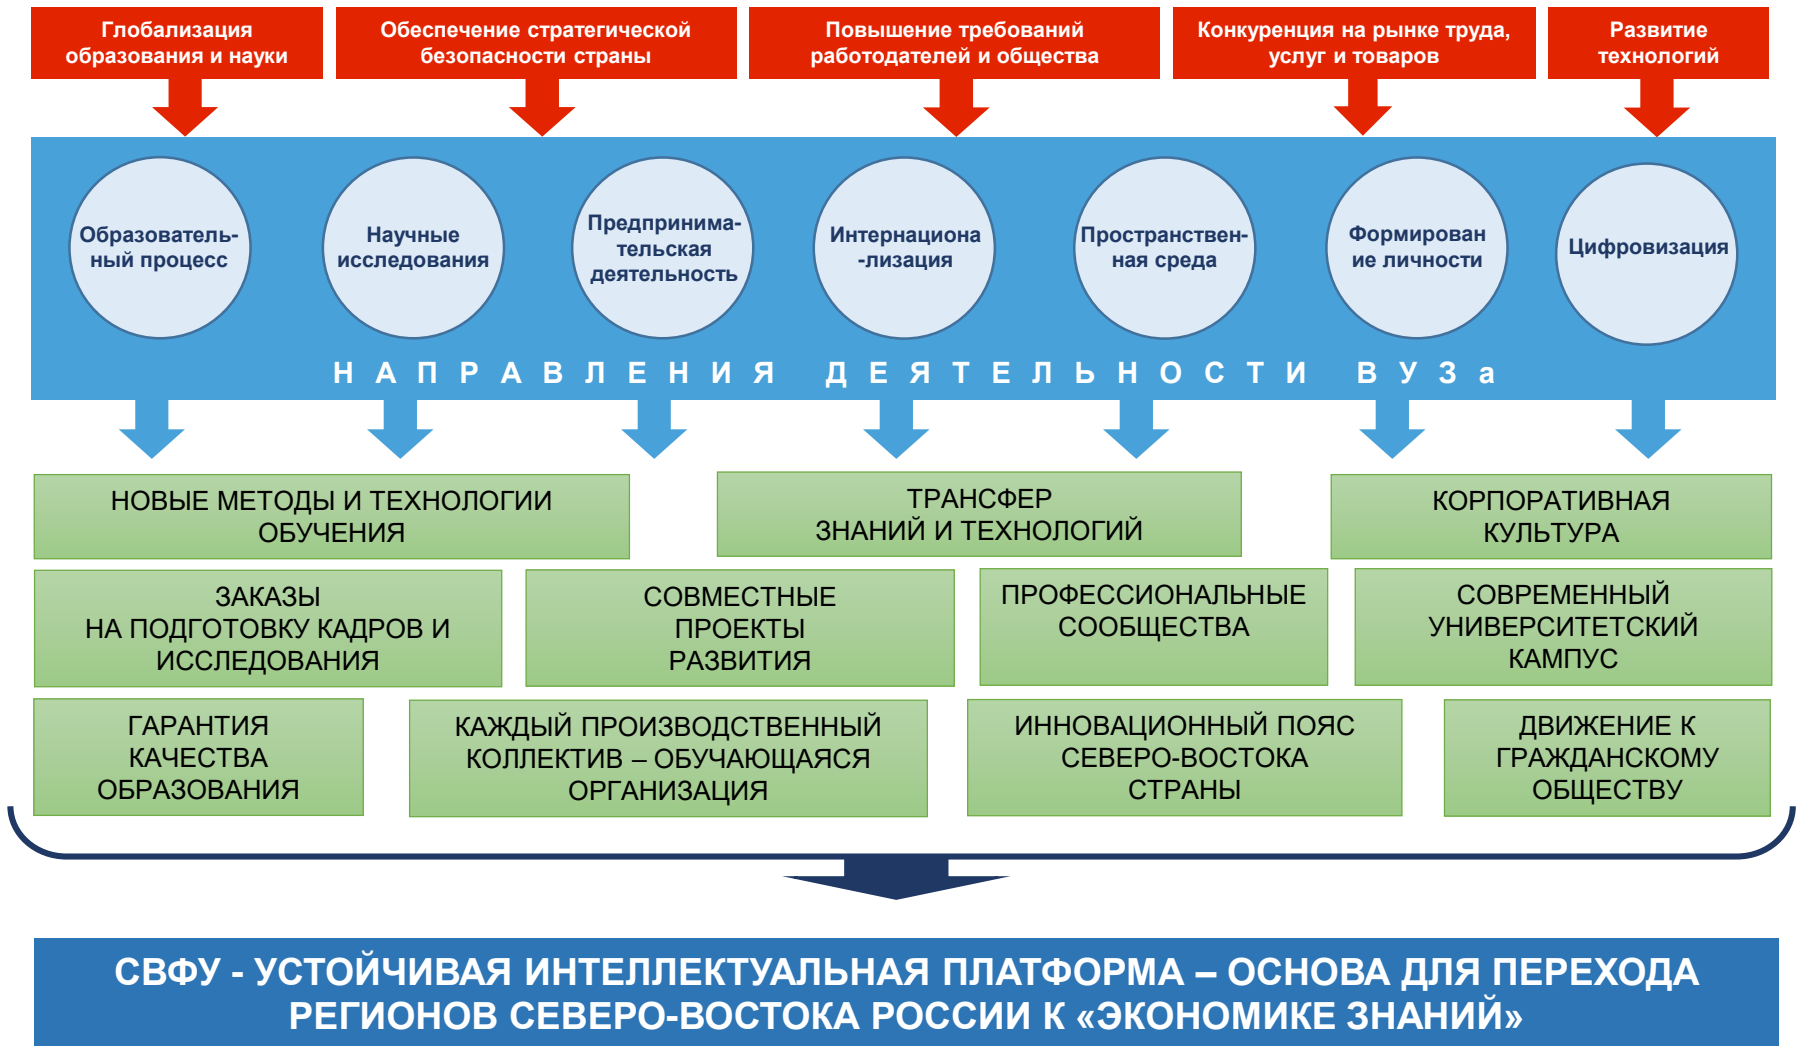 Глобализация
образования и науки
Обеспечение стратегической
безопасности страны
Повышение требований
работодателей и общества
Конкуренция на рынке труда,
услуг и товаров
Развитие
технологий
Образователь-
ный процесс
Научные
исследования
Предпринима-
тельская
деятельность
Интернациона
-лизация
Пространствен-
ная среда
Формирован
ие личности
Цифровизация
НАПРАВЛЕНИЯ ДЕЯТЕЛЬНОСТИ ВУЗа
НОВЫЕ МЕТОДЫ И ТЕХНОЛОГИИ
ОБУЧЕНИЯ
ТРАНСФЕР
ЗНАНИЙ И ТЕХНОЛОГИЙ
КОРПОРАТИВНАЯ
КУЛЬТУРА
ЗАКАЗЫ
НА ПОДГОТОВКУ КАДРОВ И
ИССЛЕДОВАНИЯ
СОВМЕСТНЫЕ
ПРОЕКТЫ
РАЗВИТИЯ
ПРОФЕССИОНАЛЬНЫЕ
СООБЩЕСТВА
СОВРЕМЕННЫЙ
УНИВЕРСИТЕТСКИЙ
КАМПУС
ГАРАНТИЯ
КАЧЕСТВА
ОБРАЗОВАНИЯ
КАЖДЫЙ ПРОИЗВОДСТВЕННЫЙ
КОЛЛЕКТИВ – ОБУЧАЮЩАЯСЯ
ОРГАНИЗАЦИЯ
ИННОВАЦИОННЫЙ ПОЯС
СЕВЕРО-ВОСТОКА
СТРАНЫ
ДВИЖЕНИЕ К
ГРАЖДАНСКОМУ
ОБЩЕСТВУ
СВФУ - УСТОЙЧИВАЯ ИНТЕЛЛЕКТУАЛЬНАЯ ПЛАТФОРМА – ОСНОВА ДЛЯ ПЕРЕХОДА
РЕГИОНОВ СЕВЕРО-ВОСТОКА РОССИИ К «ЭКОНОМИКЕ ЗНАНИЙ»